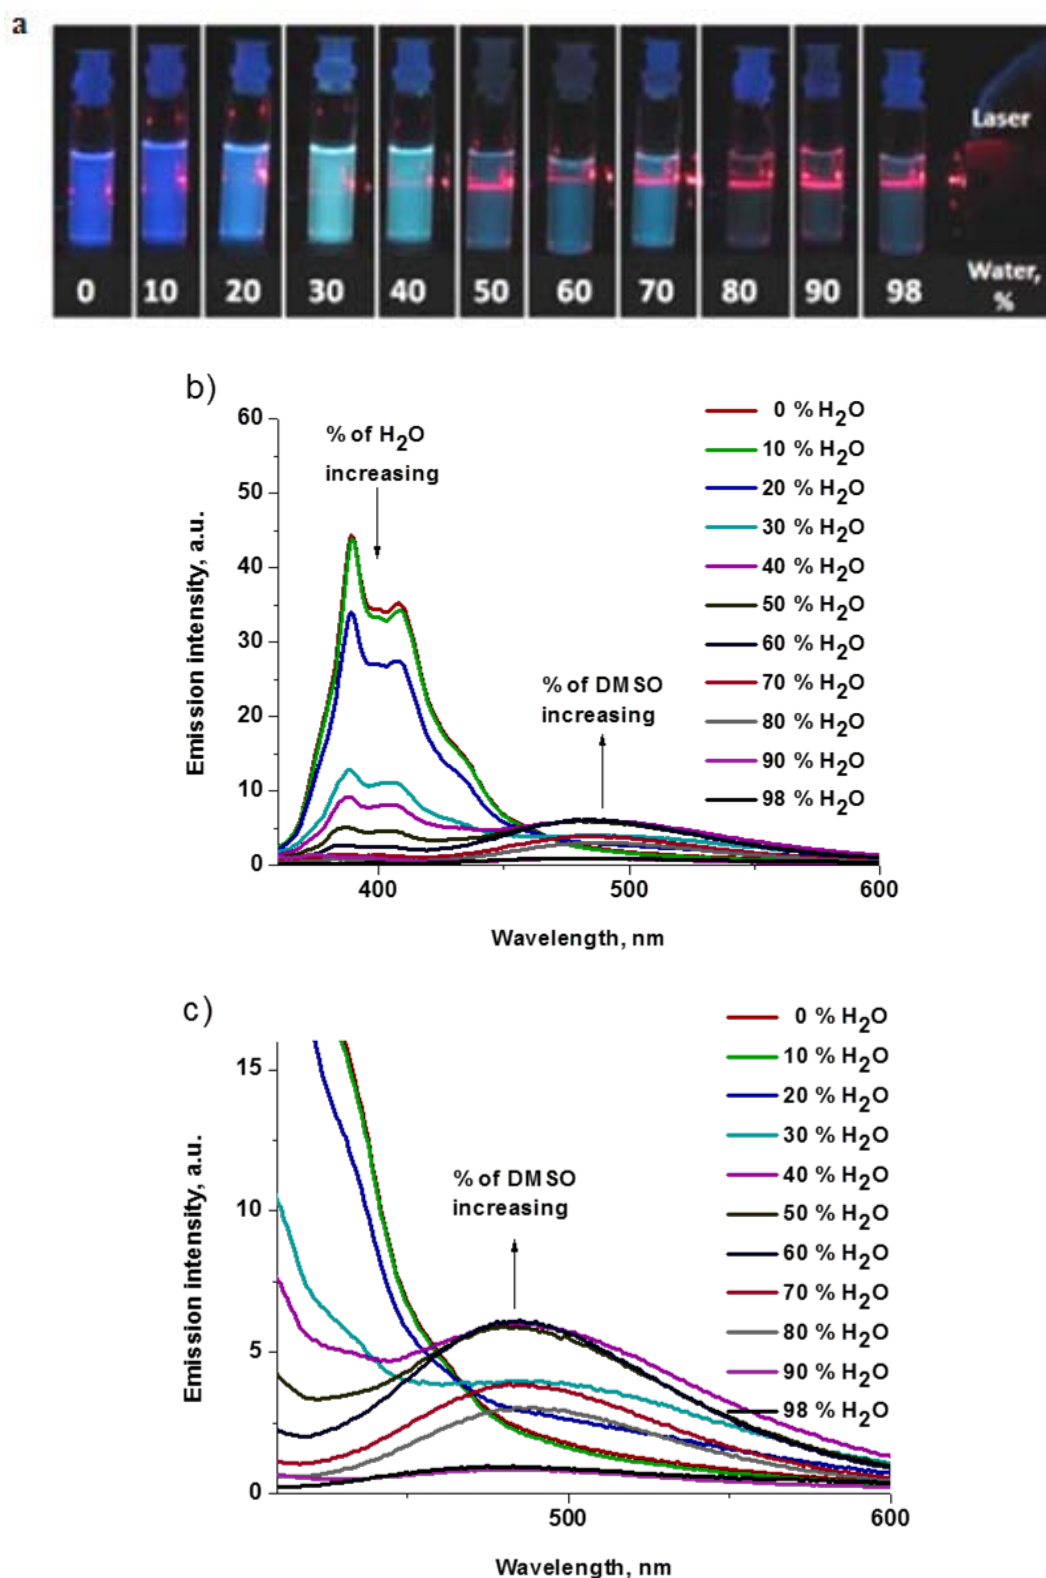 a
Laser
0 10 20 30 40 50 60 70 80 90 98
Water,
%
b)
60
50
40
30
20
10
0
Emission intensity, a.u.
% of H₂O
increasing
% of DMSO
increasing
0 % H₂O
10 % H₂O
20 % H₂O
30 % H₂O
40 % H₂O
50 % H₂O
60 % H₂O
70 % H₂O
80 % H₂O
90 % H₂O
98 % H₂O
400 500 600
Wavelength, nm
c)
15
10
5
0
Emission intensity, a.u.
% of DMSO
increasing
0 % H₂O
10 % H₂O
20 % H₂O
30 % H₂O
40 % H₂O
50 % H₂O
60 % H₂O
70 % H₂O
80 % H₂O
90 % H₂O
98 % H₂O
500 600
Wavelength, nm